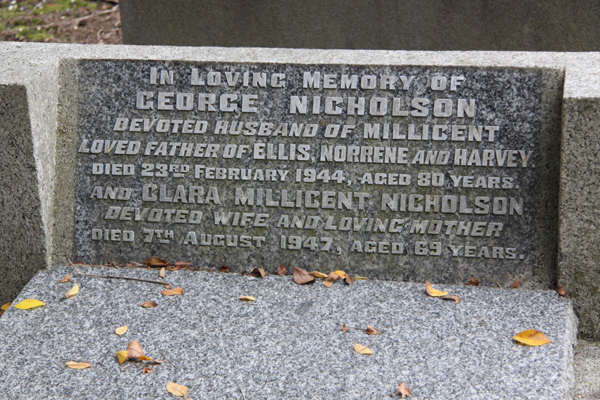 In Loving Memory of
GEORGE NICHOLSON
DEVOTED HUSBAND OF MILLICENT
LOVED FATHER OF ELLIS, NORRENE AND HARVEY.
DIED 23RD FEBRUARY 1944, AGED 80 YEARS.
AND CLARA MILLICENT NICHOLSON
DEVOTED WIFE AND LOVING MOTHER
DIED 7TH AUGUST 1947, AGED 69 YEARS.